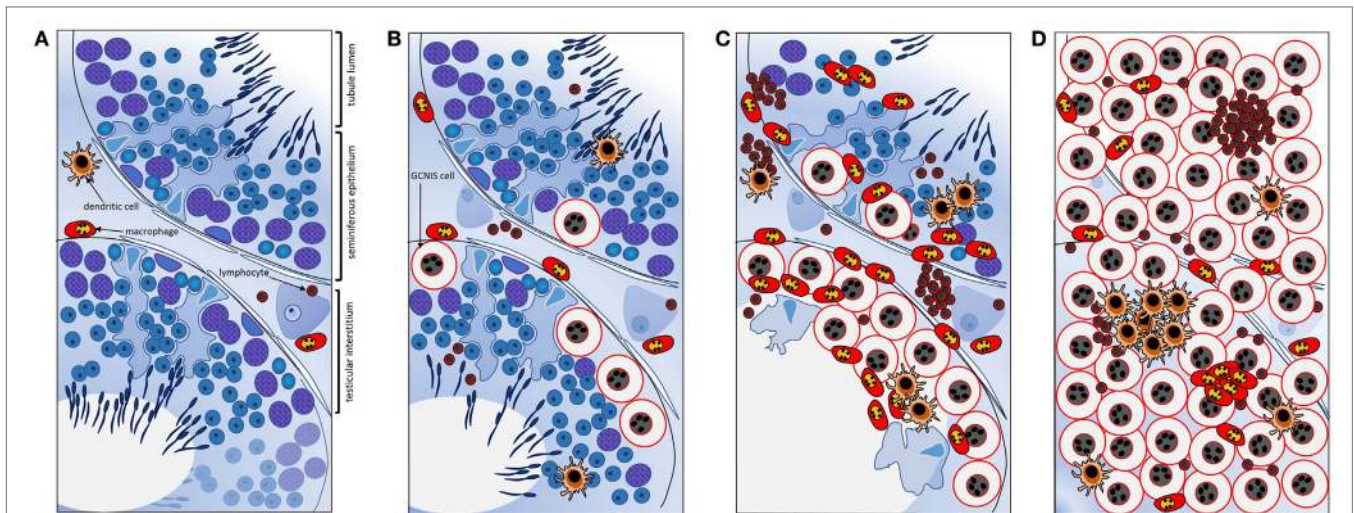 A
B
C
D
tubule lumen
seminiferous epithelium
testicular interstitium
dendritic cell
macrophage
lymphocyte
GCNIS cell